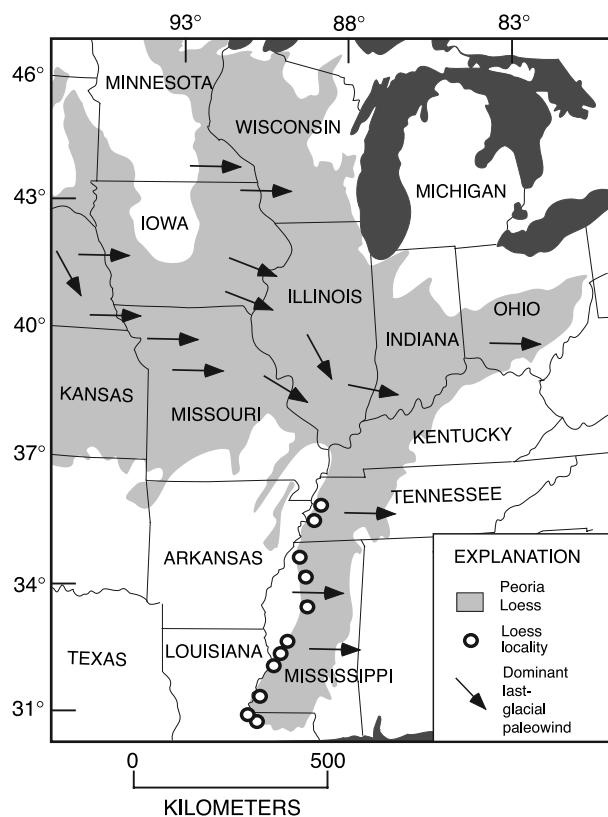 93°
88°
83°
46°
43°
40°
37°
34°
31°
MINNESOTA
WISCONSIN
MICHIGAN
IOWA
ILLINOIS
INDIANA
OHIO
KANSAS
MISSOURI
KENTUCKY
TENNESSEE
ARKANSAS
TEXAS
LOUISIANA
MISSISSIPPI
EXPLANATION
Peoria
Loess
Loess
locality
Dominant
last-
glacial
paleowind
0
500
KILOMETERS